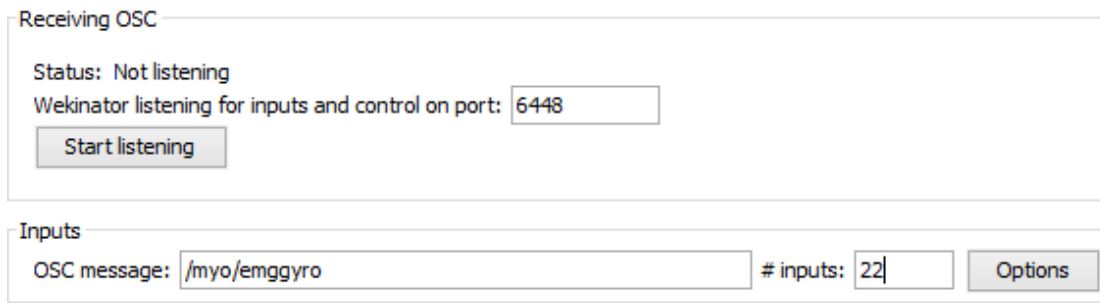 Receiving OSC
Status: Not listening
Wekinator listening for inputs and control on port: 6448
Start listening
Inputs
OSC message: /myo/emggyro # inputs: 22 Options